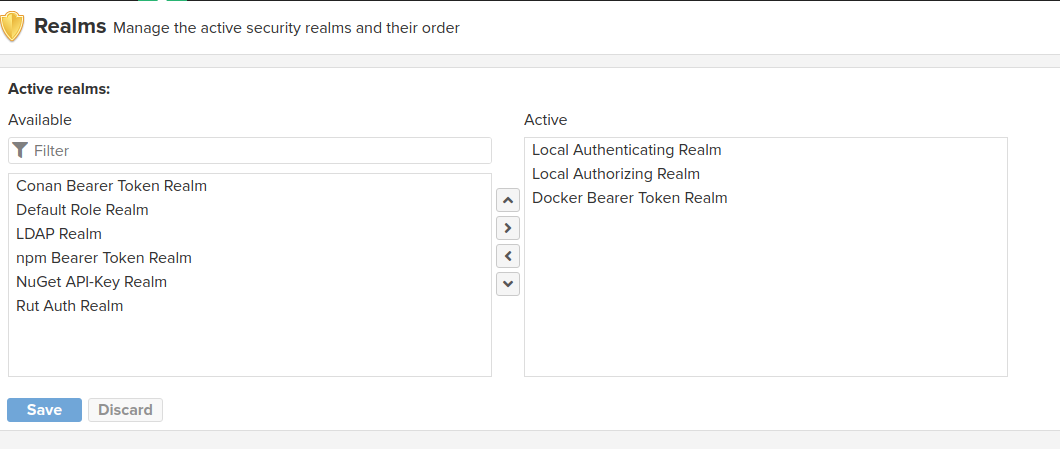 Realms Manage the active security realms and their order
Active realms:
Available
Filter
Conan Bearer Token Realm
Default Role Realm
LDAP Realm
npm Bearer Token Realm
NuGet API-Key Realm
Rut Auth Realm
Active
Local Authenticating Realm
Local Authorizing Realm
Docker Bearer Token Realm
Save Discard